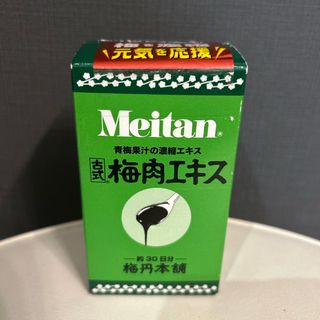 元気を応援
Meitan®
青梅果汁の濃縮エキス
古式 梅肉エキス
約30日分
梅丹本舗